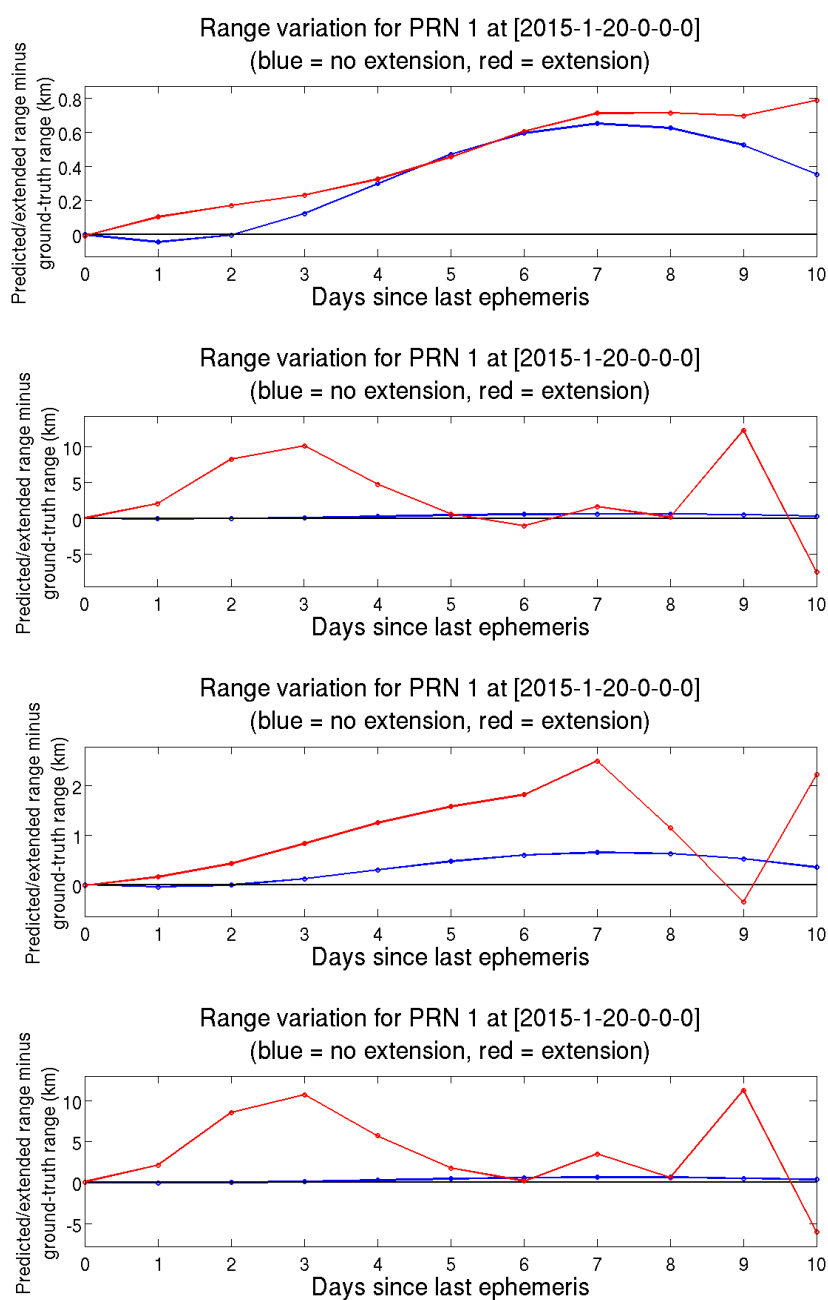 Range variation for PRN 1 at [2015-1-20-0-0-0]
(blue = no extension, red = extension)
Predicted/extended range minus
ground-truth range (km)
0.8
0.6
0.4
0.2
0
0 1 2 3 4 5 6 7 8 9 10
Days since last ephemeris
Range variation for PRN 1 at [2015-1-20-0-0-0]
(blue = no extension, red = extension)
Predicted/extended range minus
ground-truth range (km)
10
5
0
-5
0 1 2 3 4 5 6 7 8 9 10
Days since last ephemeris
Range variation for PRN 1 at [2015-1-20-0-0-0]
(blue = no extension, red = extension)
Predicted/extended range minus
ground-truth range (km)
2
1
0
0 1 2 3 4 5 6 7 8 9 10
Days since last ephemeris
Range variation for PRN 1 at [2015-1-20-0-0-0]
(blue = no extension, red = extension)
Predicted/extended range minus
ground-truth range (km)
10
5
0
-5
0 1 2 3 4 5 6 7 8 9 10
Days since last ephemeris